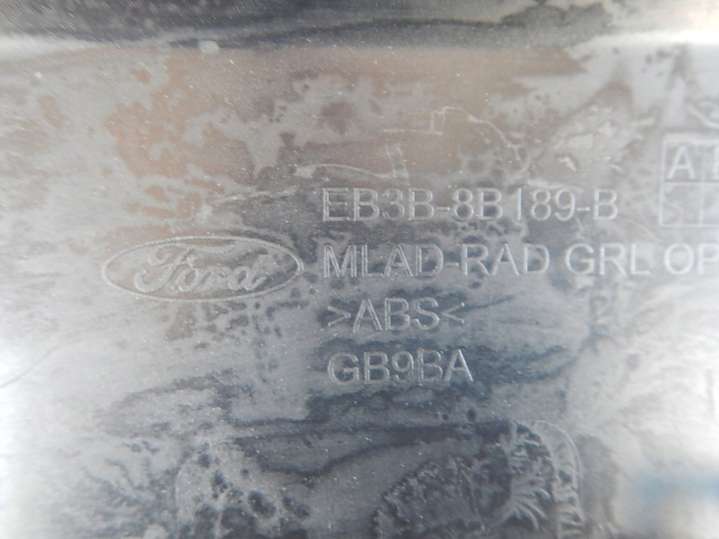 EB3B-8B189-B
Ford
MLAD-RAD GRL OP
>ABS<
GB9BA
A